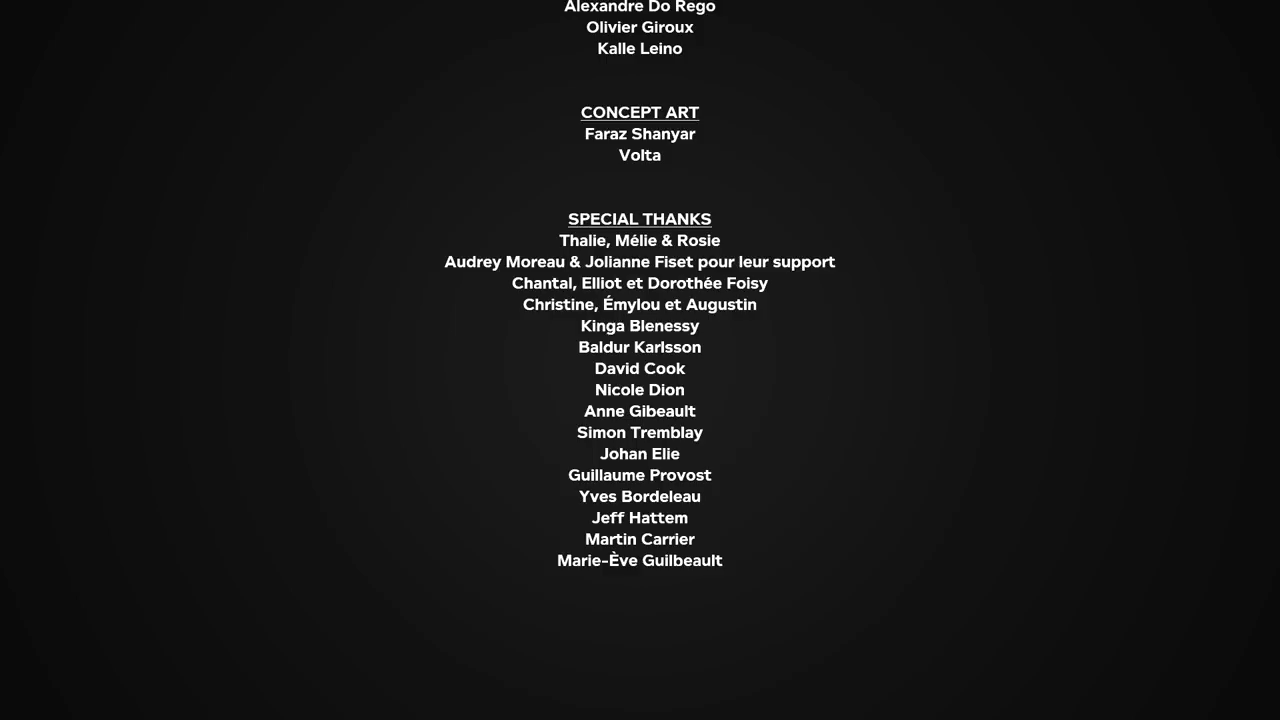 Alexandre Do Rego
Olivier Giroux
Kalle Leino
CONCEPT ART
Faraz Shanyar
Volta
SPECIAL THANKS
Thalie, Mélie & Rosie
Audrey Moreau & Jolianne Fiset pour leur support
Chantal, Elliot et Dorothée Foisy
Christine, Émylou et Augustin
Kinga Blenessy
Baldur Karlsson
David Cook
Nicole Dion
Anne Gibeault
Simon Tremblay
Johan Elie
Guillaume Provost
Yves Bordeleau
Jeff Hattem
Martin Carrier
Marie-Ève Guilbeault